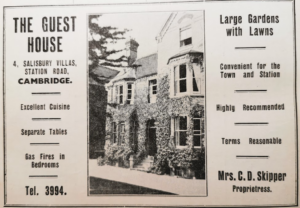 THE GUEST
HOUSE
4, SALISBURY VILLAS,
STATION ROAD,
CAMBRIDGE.
Excellent Cuisine
Separate Tables
Gas Fires in
Bedrooms
Tel. 3994.
Large Gardens
with Lawns
Convenient for the
Town and Station
Highly Recommended
Terms Reasonable
Mrs. C. D. Skipper
Proprietress.